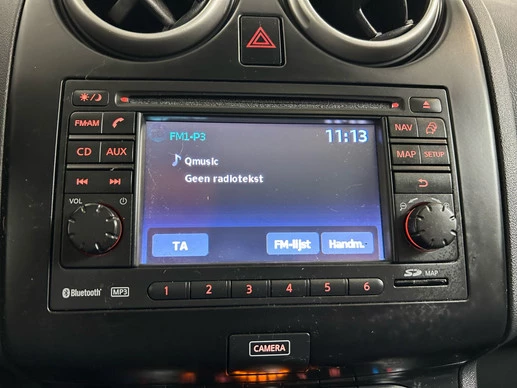 FM-AM
CD AUX
VOL
FM1-P3 11:13
Qmusic
Geen radiotekst
TA FM-lijst Handm.
NAV
MAP SETUP
Bluetooth MP3
1 2 3 4 5 6
SD MAP
CAMERA